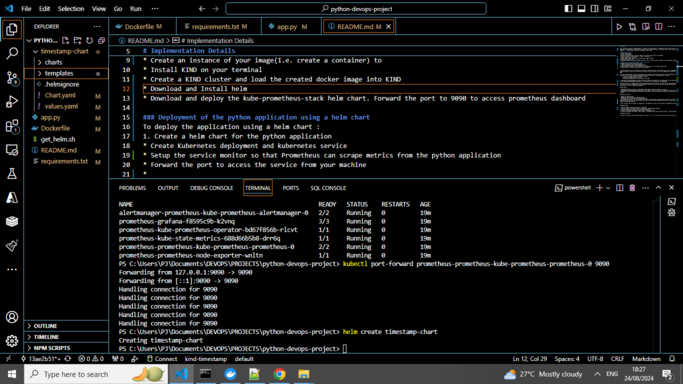 File Edit Selection View Go Run ... python-devops-project
EXPLORER
Dockerfile M requirements.txt M app.py M README.md M
PYTHO...
timestamp-chart
charts
templates
.helmignore
Chart.yaml M
values.yaml M
app.py M
Dockerfile M
get_helm.sh
README.md M
requirements.txt M
OUTLINE
TIMELINE
NPM SCRIPTS
README.md > # Implementation Details
5 # Implementation Details
9 * Create an instance of your image(I.e. create a container) to
10 * Install KIND on your terminal
11 * Create a KIND cluster and load the created docker image into KIND
12 * Download and Install helm
13 * Download and deploy the kube-prometheus-stack helm chart. Forward the port to 9090 to access prometheus dashboard
14
15 ### Deployment of the python application using a helm chart
16 To deploy the application using a helm chart :
17 1. Create a helm chart for the python application
18 * Create Kubernetes deployment and kubernetes service
19 * Setup the service monitor so that Prometheus can scrape metrics from the python application
20 * Forward the port to access the service from your machine
21 *
PROBLEMS OUTPUT DEBUG CONSOLE TERMINAL PORTS SQL CONSOLE powershell
NAME READY STATUS RESTARTS AGE
alertmanager-prometheus-kube-prometheus-alertmanager-0 2/2 Running 0 19m
prometheus-grafana-f8595c9b-k2vnq 3/3 Running 0 19m
prometheus-kube-prometheus-operator-bd67f856b-rlcvt 1/1 Running 0 19m
prometheus-kube-state-metrics-688d66b5b8-drr6q 1/1 Running 0 19m
prometheus-prometheus-kube-prometheus-prometheus-0 2/2 Running 0 19m
prometheus-prometheus-node-exporter-wnltn 1/1 Running 0 19m
PS C:\Users\PJ\Documents\DEVOPS\PROJECTS\python-devops-project> kubectl port-forward prometheus-prometheus-kube-prometheus-prometheus-0 9090
Forwarding from 127.0.0.1:9090 -> 9090
Forwarding from [::1]:9090 -> 9090
Handling connection for 9090
Handling connection for 9090
Handling connection for 9090
Handling connection for 9090
Handling connection for 9090
PS C:\Users\PJ\Documents\DEVOPS\PROJECTS\python-devops-project> helm create timestamp-chart
Creating timestamp-chart
PS C:\Users\PJ\Documents\DEVOPS\PROJECTS\python-devops-project>
13ae2b51*+ 0 0 0 Connect kind-timestamp default Ln 12, Col 29 Spaces: 4 UTF-8 CRLF Markdown
Type here to search 27°C Mostly cloudy ENG 18:27
24/08/2024